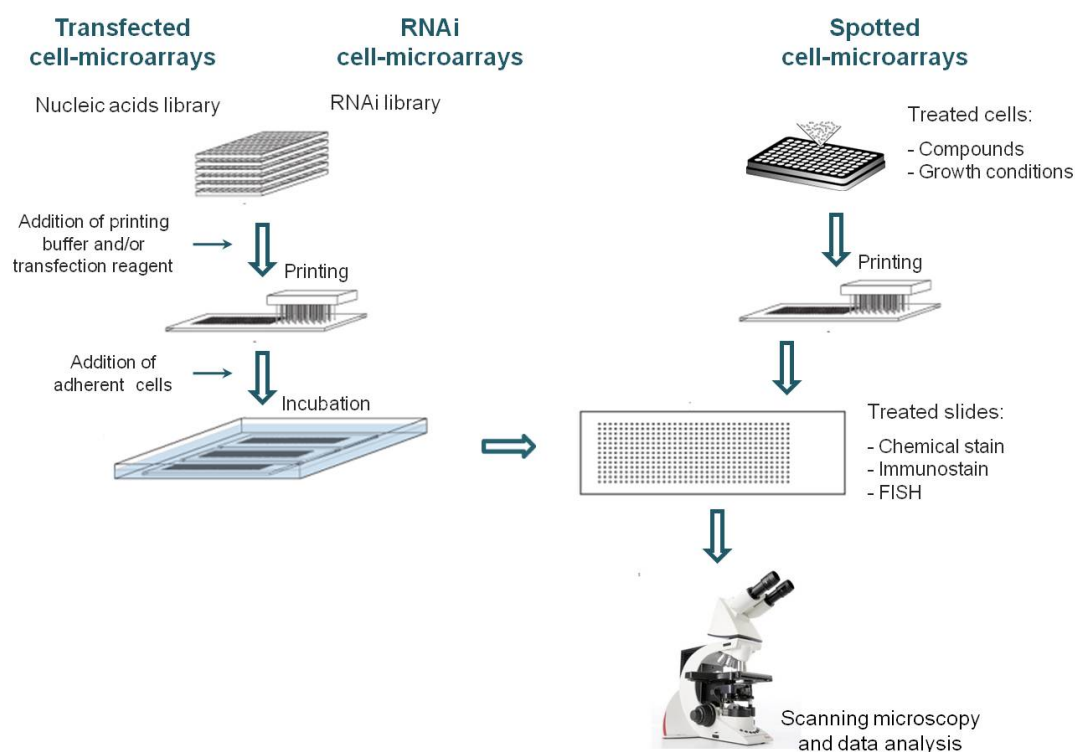 Transfected
cell-microarrays
RNAi
cell-microarrays
Spotted
cell-microarrays
Nucleic acids library
RNAi library
Treated cells:
- Compounds
- Growth conditions
Addition of printing
buffer and/or
transfection reagent
Printing
Printing
Addition of
adherent cells
Incubation
Treated slides:
- Chemical stain
- Immunostain
- FISH
Scanning microscopy
and data analysis